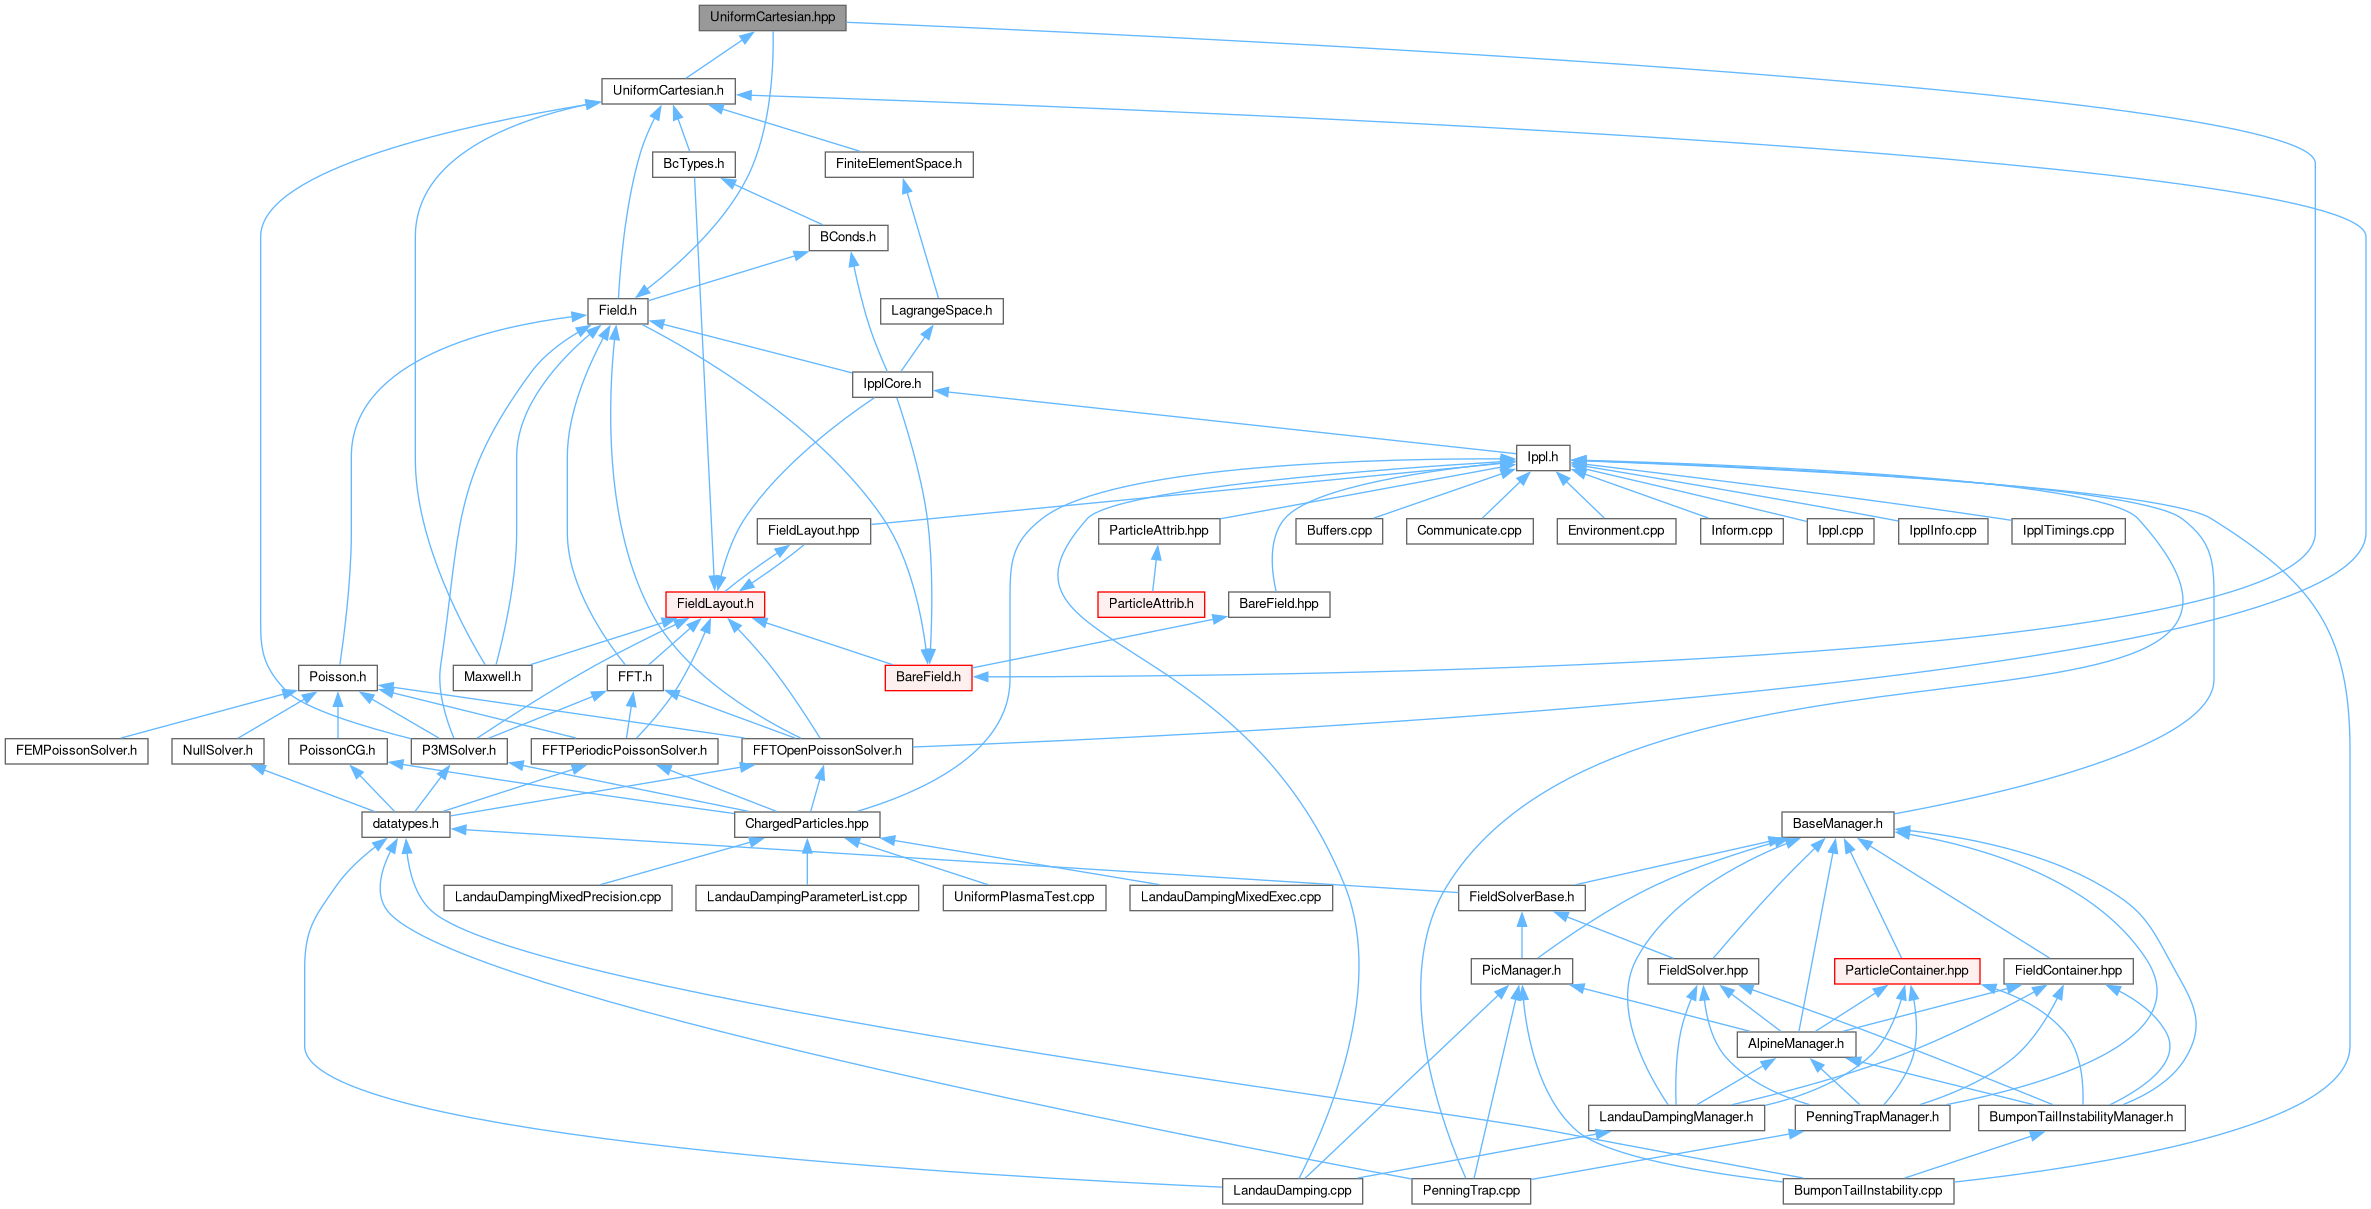 UniformCartesian.hpp
UniformCartesian.h
BcTypes.h
FiniteElementSpace.h
BConds.h
Field.h
LagrangeSpace.h
IpplCore.h
Ippl.h
FieldLayout.hpp
ParticleAttrib.hpp
Buffers.cpp
Communicate.cpp
Environment.cpp
Inform.cpp
Ippl.cpp
IpplInfo.cpp
IpplTimings.cpp
FieldLayout.h
ParticleAttrib.h
BareField.hpp
Poisson.h
Maxwell.h
FFT.h
BareField.h
FEMPoissonSolver.h
NullSolver.h
PoissonCG.h
P3MSolver.h
FFTPeriodicPoissonSolver.h
FFTOpenPoissonSolver.h
datatypes.h
ChargedParticles.hpp
BaseManager.h
LandauDampingMixedPrecision.cpp
LandauDampingParameterList.cpp
UniformPlasmaTest.cpp
LandauDampingMixedExec.cpp
FieldSolverBase.h
PicManager.h
FieldSolver.hpp
ParticleContainer.hpp
FieldContainer.hpp
AlpineManager.h
LandauDampingManager.h
PenningTrapManager.h
BumponTailInstabilityManager.h
LandauDamping.cpp
PenningTrap.cpp
BumponTailInstability.cpp